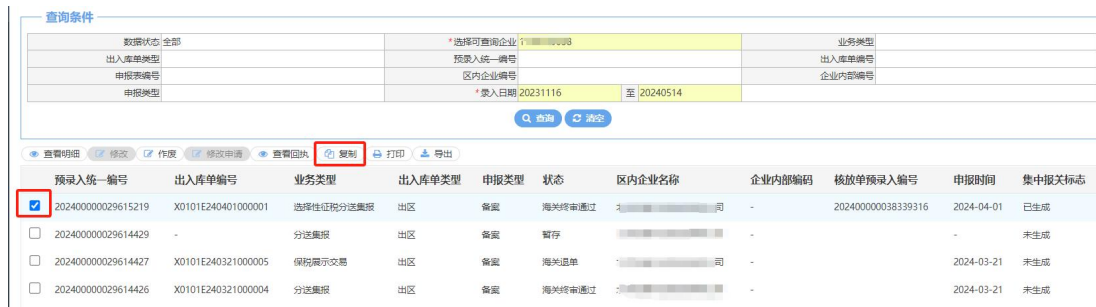 查询条件
数据状态 全部 *选择可查询企业 业务类型
出入库单类型 预录入统一编号 出入库单编号
申报表编号 区内企业编号 企业内部编号
申报类型 *录入日期 20231116 至 20240514
查询 清空
查看明细 修改 作废 修改申请 查看回执 复制 打印 导出
预录入统一编号 出入库单编号 业务类型 出入库单类型 申报类型 状态 区内企业名称 企业内部编码 核放单预录入编号 申报时间 集中报关标志
202400000029615219 X0101E240401000001 选择性征税分送集报 出区 备案 海关终审通过 司 - 202400000038339316 2024-04-01 已生成
202400000029614429 - 分送集报 出区 备案 暂存 - - 未生成
202400000029614427 X0101E240321000005 保税展示交易 出区 备案 海关退单 司 - 2024-03-21 未生成
202400000029614426 X0101E240321000004 分送集报 出区 备案 海关终审通过 司 - 2024-03-21 未生成